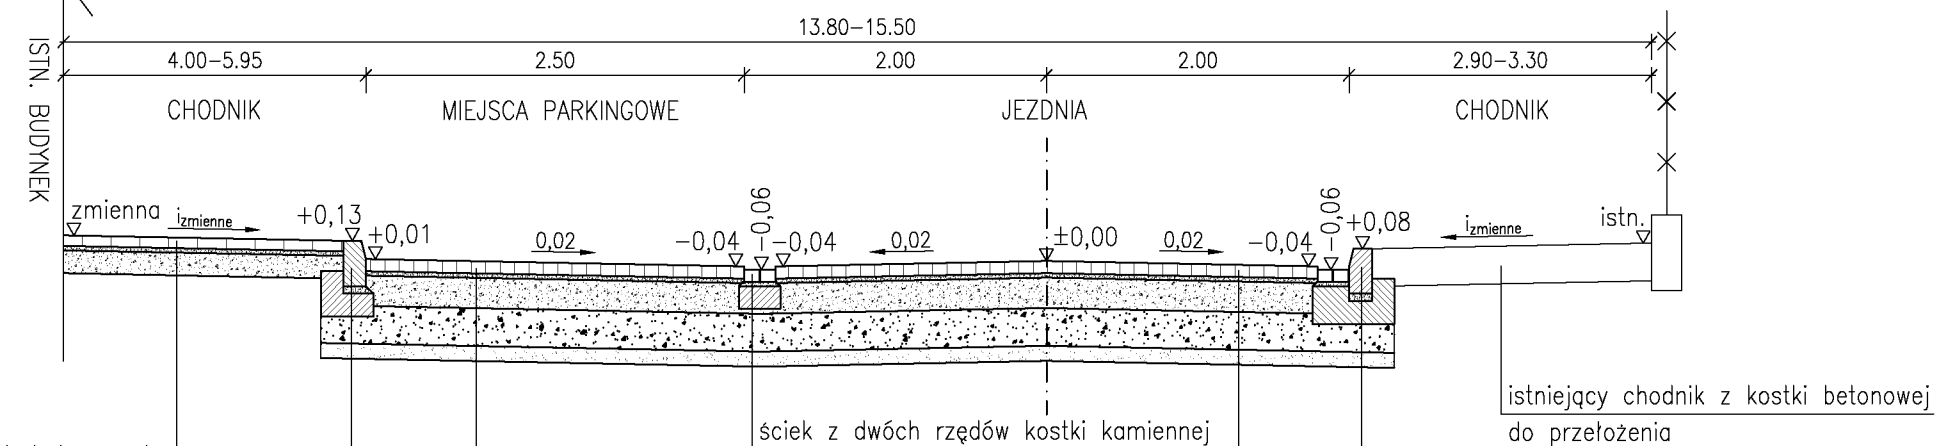 13.80–15.50
4.00–5.95 2.50 2.00 2.00 2.90–3.30
ISTN. BUDYNEK
CHODNIK MIEJSCA PARKINGOWE JEZDNIA CHODNIK
zmienna izmienne +0,13 +0,01 0,02 −0,04 −0,06 −0,04 0,02 ±0,00 0,02 −0,04 −0,06 +0,08 izmienne istn.
istniejący chodnik z kostki betonowej
do przełożenia
ściek z dwóch rzędów kostki kamiennej